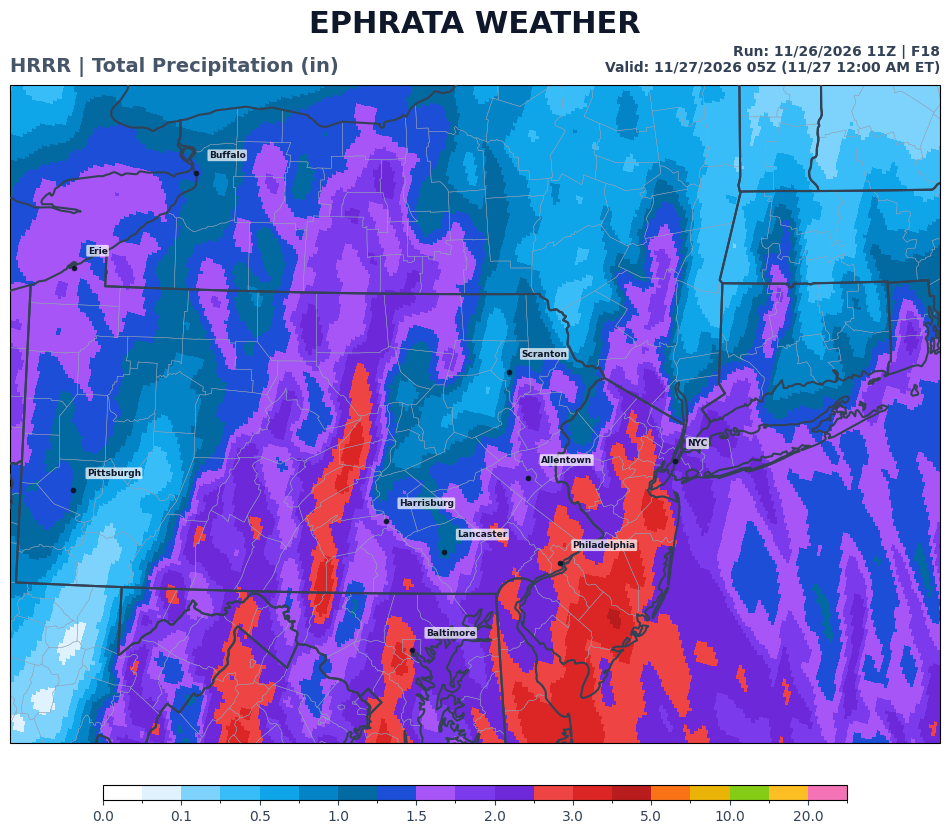 EPHRATA WEATHER
Run: 11/26/2026 11Z | F18
HRRR | Total Precipitation (in)
Valid: 11/27/2026 05Z (11/27 12:00 AM ET)
Buffalo
Erie
Scranton
NYC
Allentown
Pittsburgh
Harrisburg
Lancaster
Philadelphia
Baltimore
0.0 0.1 0.5 1.0 1.5 2.0 3.0 5.0 10.0 20.0